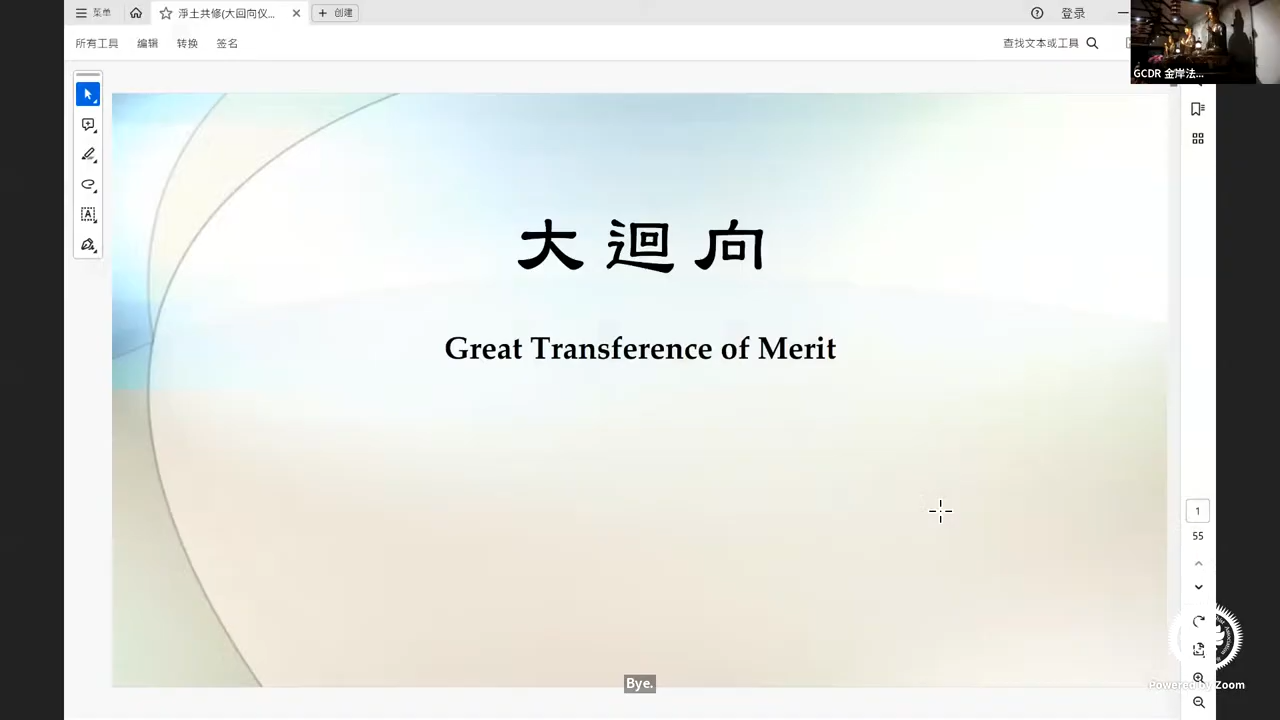 菜单
淨土共修(大回向仪...
创建
登录
所有工具
编辑
转换
签名
查找文本或工具
GCDR 金岸法...
大迴向
Great Transference of Merit
1
55
Bye.
Powered by Zoom